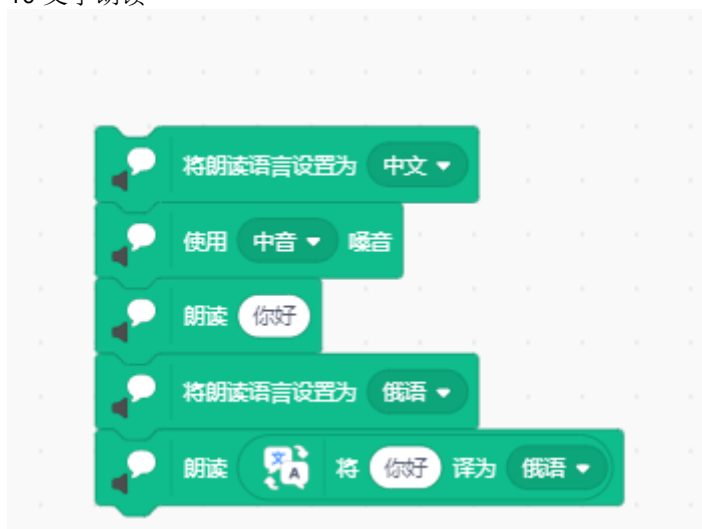 将朗读语言设置为 中文
使用 中音 嗓音
朗读 你好
将朗读语言设置为 俄语
朗读 文 A 将 你好 译为 俄语